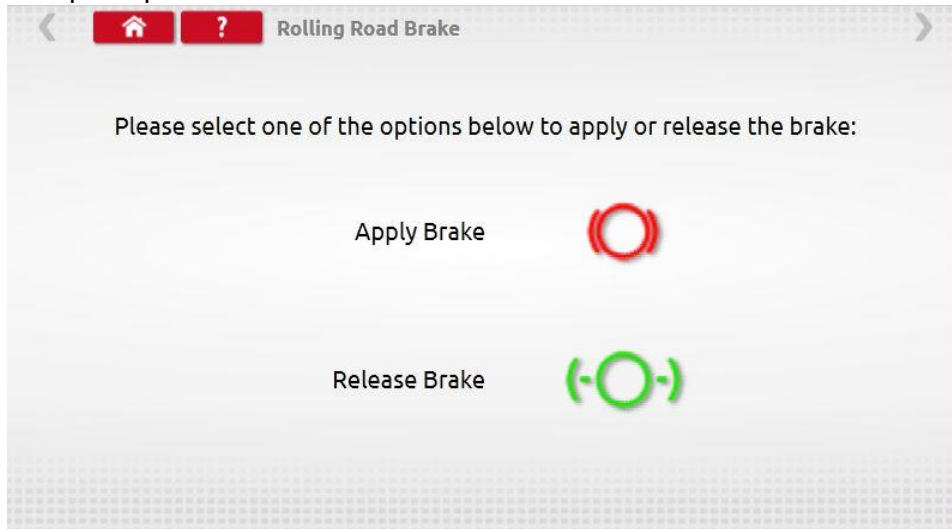 ? Rolling Road Brake
Please select one of the options below to apply or release the brake:
Apply Brake
Release Brake